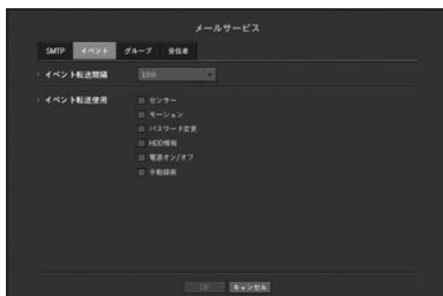 メールサービス
SMTP イベント グループ 受信者
イベント転送間隔 10分
イベント転送使用 センサー
モーション
パスワード変更
HDD情報
電源オン/オフ
手動録画
OK キャンセル